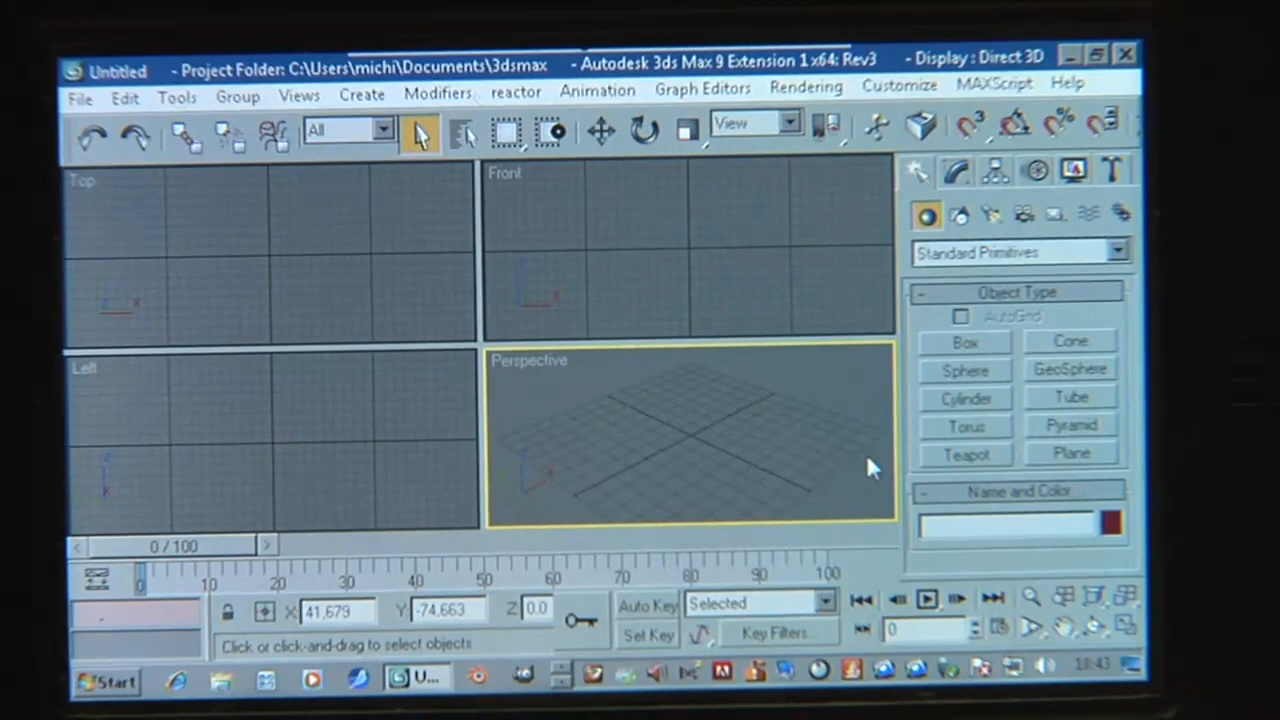 Untitled - Project Folder: C:\Users\michi\Documents\3dsmax - Autodesk 3ds Max 9 Extension 1 x64: Rev3 - Display : Direct 3D
File Edit Tools Group Views Create Modifiers reactor Animation Graph Editors Rendering Customize MAXScript Help
All View
Top Front
Standard Primitives
Object Type
AutoGrid
Box Cone
Left Perspective
Sphere GeoSphere
Cylinder Tube
Torus Pyramid
Teapot Plane
Name and Color
0 / 100
0 10 20 30 40 50 60 70 80 90 100
X: 41,679 Y: -74,663 Z: 0.0 Auto Key Selected
Set Key Key Filters... 0
Click or click-and-drag to select objects
Start U... 18:43